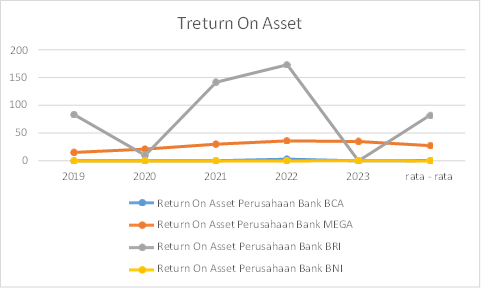 Treturn On Asset
200
150
100
50
0
2019 2020 2021 2022 2023 rata - rata
Return On Asset Perusahaan Bank BCA
Return On Asset Perusahaan Bank MEGA
Return On Asset Perusahaan Bank BRI
Return On Asset Perusahaan Bank BNI